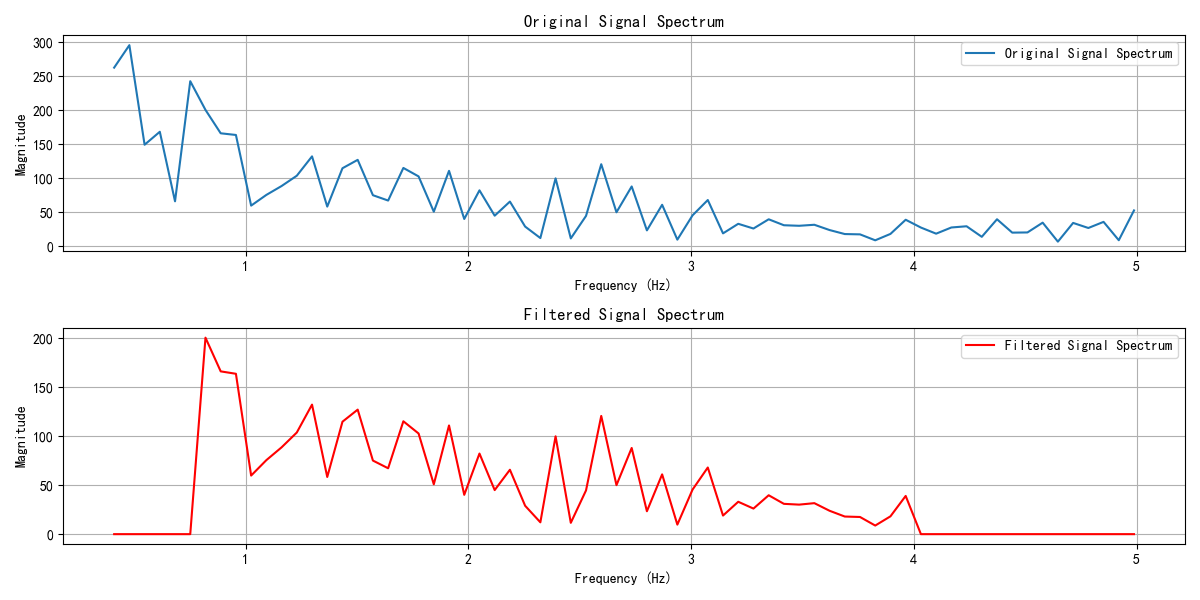 Original Signal Spectrum
Original Signal Spectrum
Magnitude
300
250
200
150
100
50
0
1 2 3 4 5
Frequency (Hz)
Filtered Signal Spectrum
Filtered Signal Spectrum
Magnitude
200
150
100
50
0
1 2 3 4 5
Frequency (Hz)